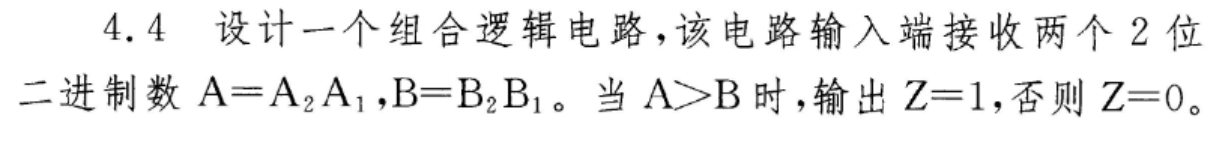 4.4 设计一个组合逻辑电路,该电路输入端接收两个 2 位
二进制数 A=A₂A₁,B=B₂B₁。当 A>B 时,输出 Z=1,否则 Z=0。